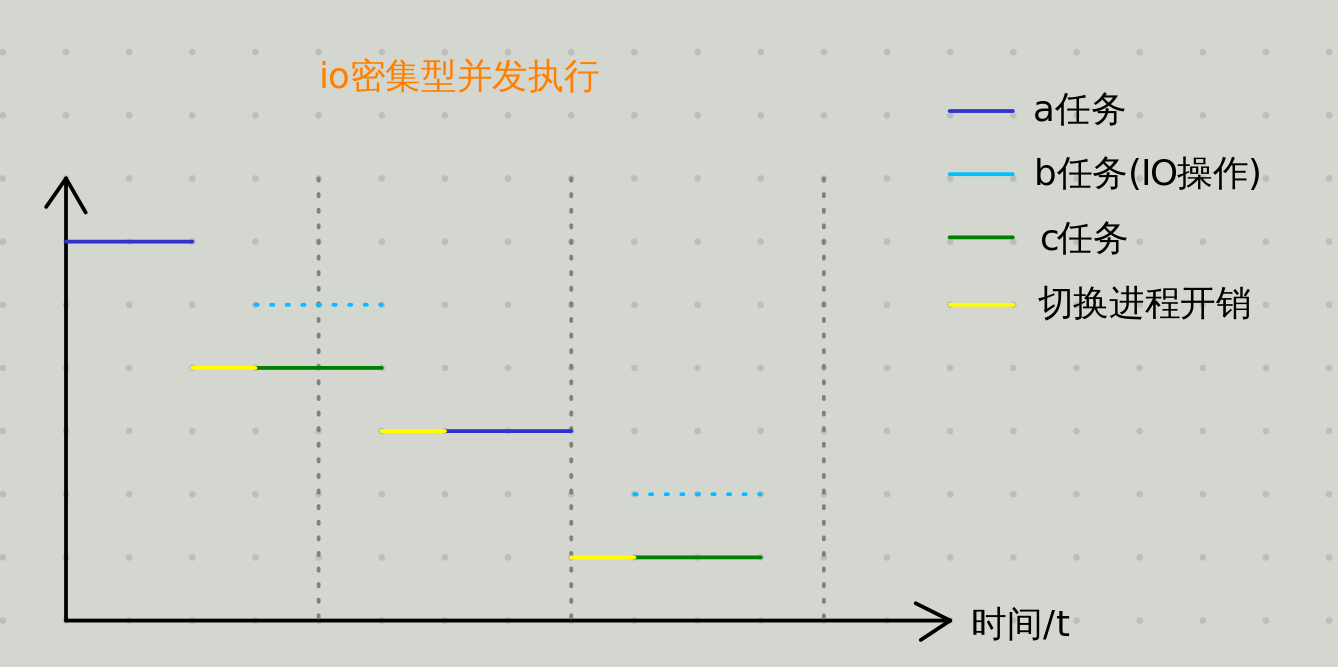 io密集型并发执行
a任务
b任务(IO操作)
c任务
切换进程开销
时间/t